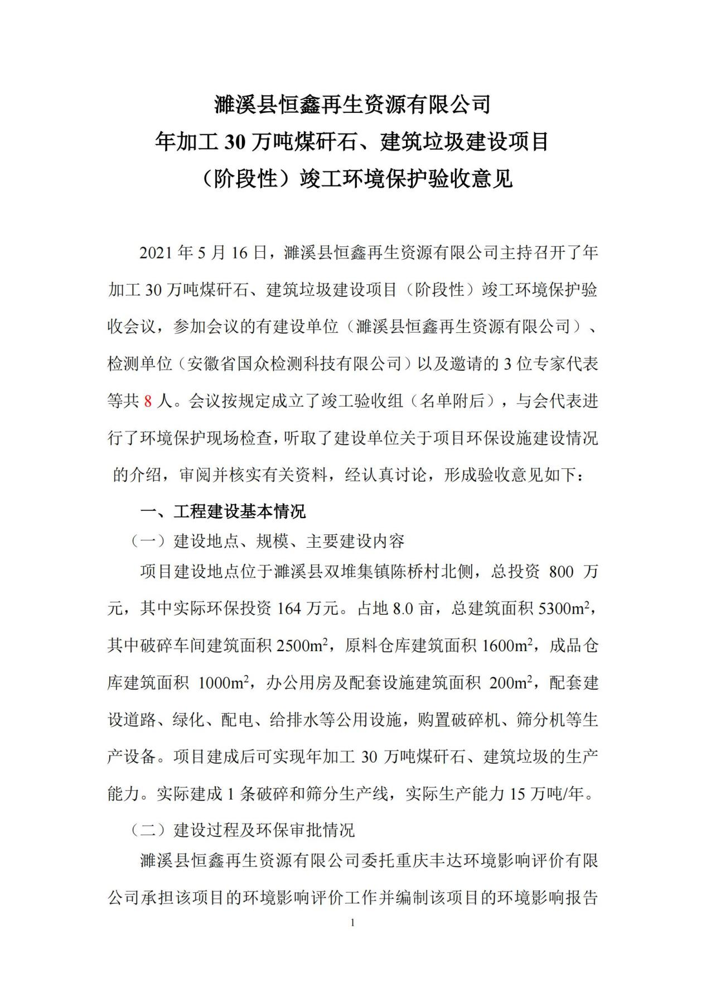 濉溪县恒鑫再生资源有限公司
年加工 30 万吨煤矸石、建筑垃圾建设项目
（阶段性）竣工环境保护验收意见
2021 年 5 月 16 日，濉溪县恒鑫再生资源有限公司主持召开了年
加工 30 万吨煤矸石、建筑垃圾建设项目（阶段性）竣工环境保护验
收会议，参加会议的有建设单位（濉溪县恒鑫再生资源有限公司）、
检测单位（安徽省国众检测科技有限公司）以及邀请的 3 位专家代表
等共 8 人。会议按规定成立了竣工验收组（名单附后），与会代表进
行了环境保护现场检查，听取了建设单位关于项目环保设施建设情况
的介绍，审阅并核实有关资料，经认真讨论，形成验收意见如下：
一、工程建设基本情况
（一）建设地点、规模、主要建设内容
项目建设地点位于濉溪县双堆集镇陈桥村北侧，总投资 800 万
元，其中实际环保投资 164 万元。占地 8.0 亩，总建筑面积 5300m²，
其中破碎车间建筑面积 2500m²，原料仓库建筑面积 1600m²，成品仓
库建筑面积 1000m²，办公用房及配套设施建筑面积 200m²，配套建
设道路、绿化、配电、给排水等公用设施，购置破碎机、筛分机等生
产设备。项目建成后可实现年加工 30 万吨煤矸石、建筑垃圾的生产
能力。实际建成 1 条破碎和筛分生产线，实际生产能力 15 万吨/年。
（二）建设过程及环保审批情况
濉溪县恒鑫再生资源有限公司委托重庆丰达环境影响评价有限
公司承担该项目的环境影响评价工作并编制该项目的环境影响报告
1